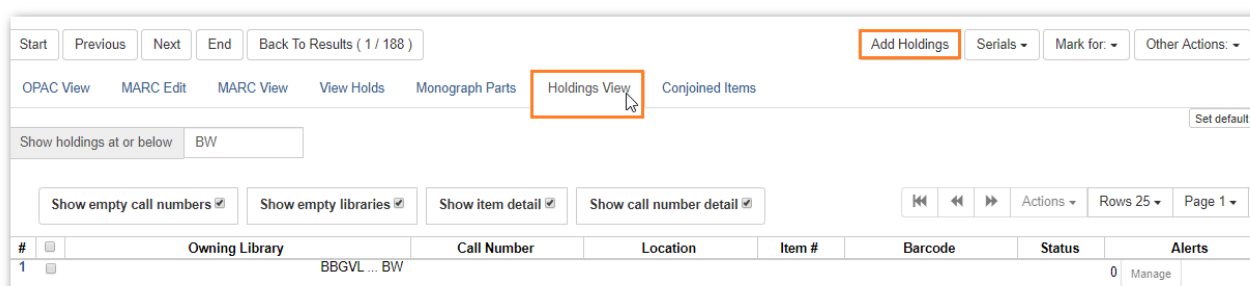 Start Previous Next End Back To Results ( 1 / 188 ) Add Holdings Serials Mark for: Other Actions:
OPAC View MARC Edit MARC View View Holds Monograph Parts Holdings View Conjoined Items
Set default
Show holdings at or below BW
Show empty call numbers Show empty libraries Show item detail Show call number detail Actions Rows 25 Page 1
# Owning Library Call Number Location Item # Barcode Status Alerts
1 BBGVL ... BW 0 Manage